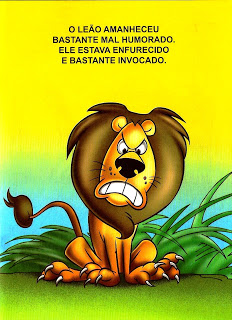 O LEÃO AMANHECEU
BASTANTE MAL HUMORADO.
ELE ESTAVA ENFURECIDO
E BASTANTE INVOCADO.